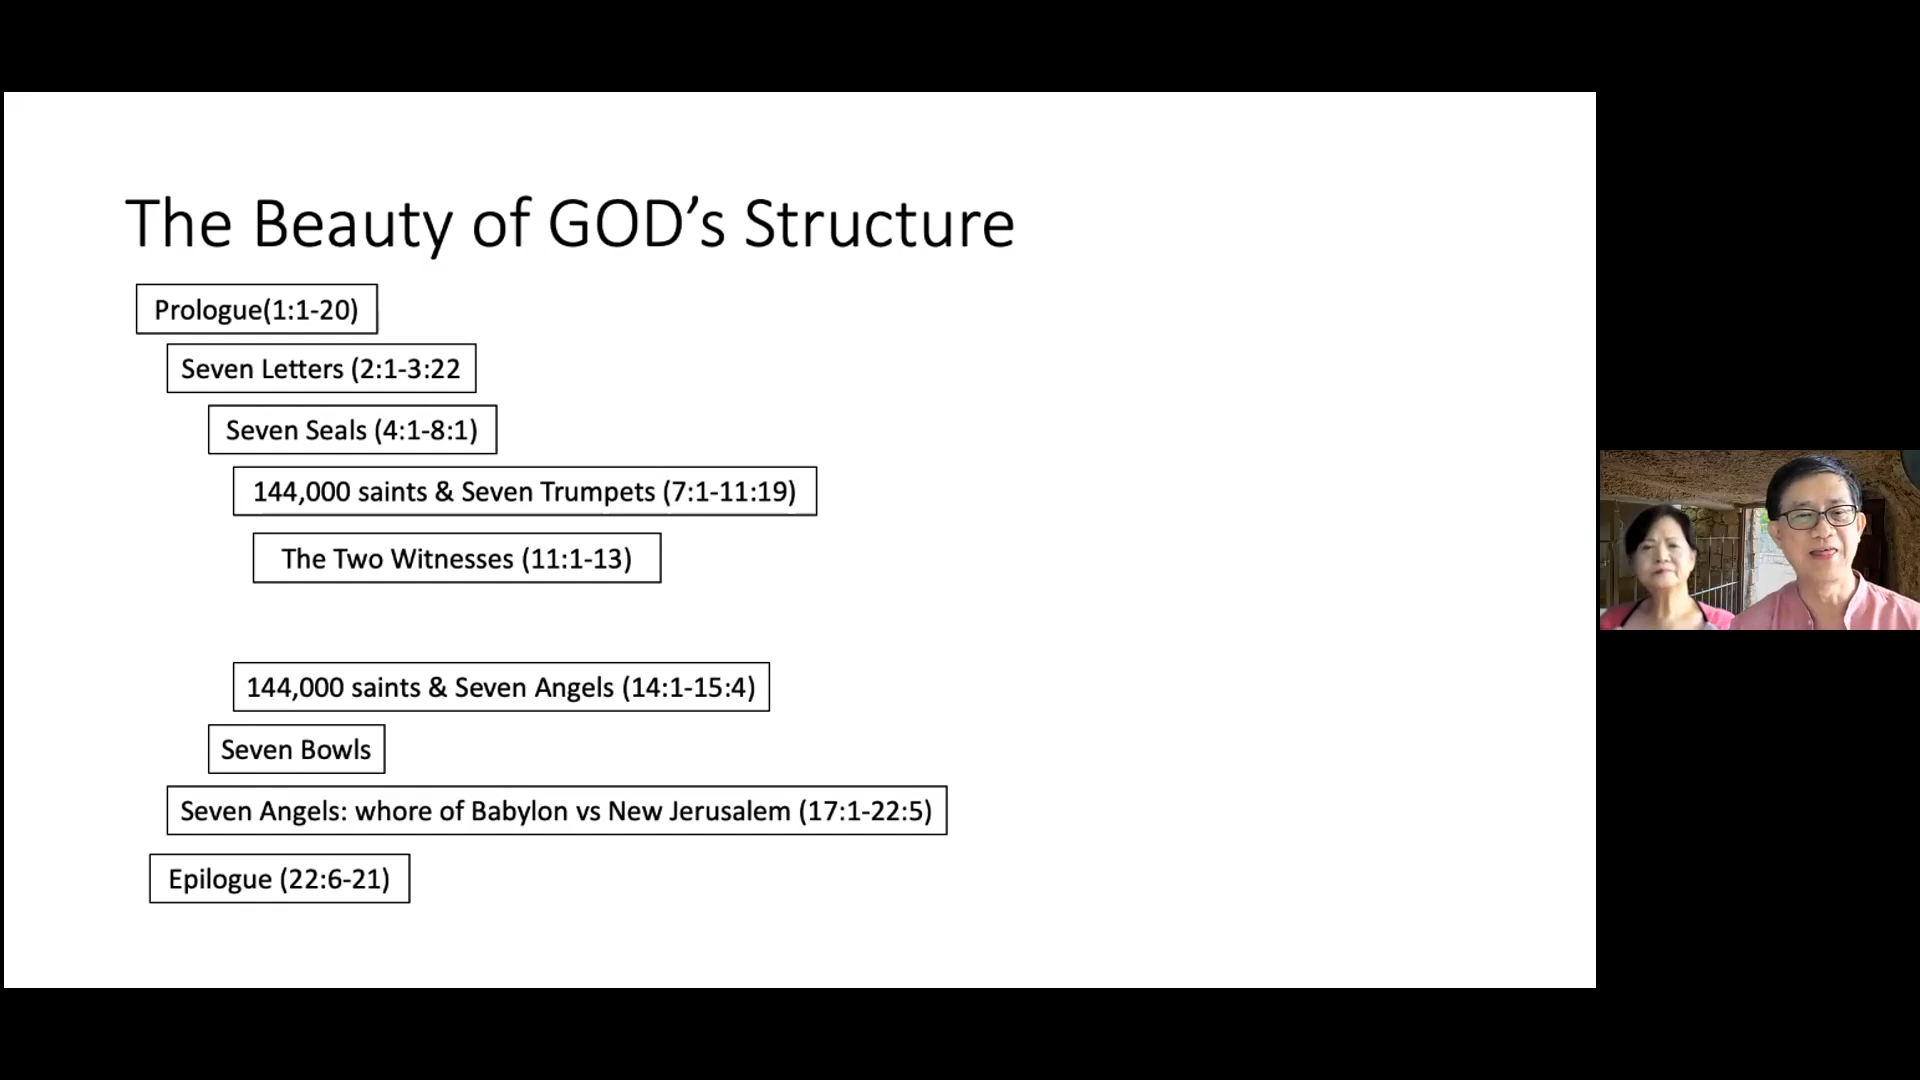 The Beauty of GOD’s Structure
Prologue(1:1-20)
Seven Letters (2:1-3:22
Seven Seals (4:1-8:1)
144,000 saints & Seven Trumpets (7:1-11:19)
The Two Witnesses (11:1-13)
144,000 saints & Seven Angels (14:1-15:4)
Seven Bowls
Seven Angels: whore of Babylon vs New Jerusalem (17:1-22:5)
Epilogue (22:6-21)